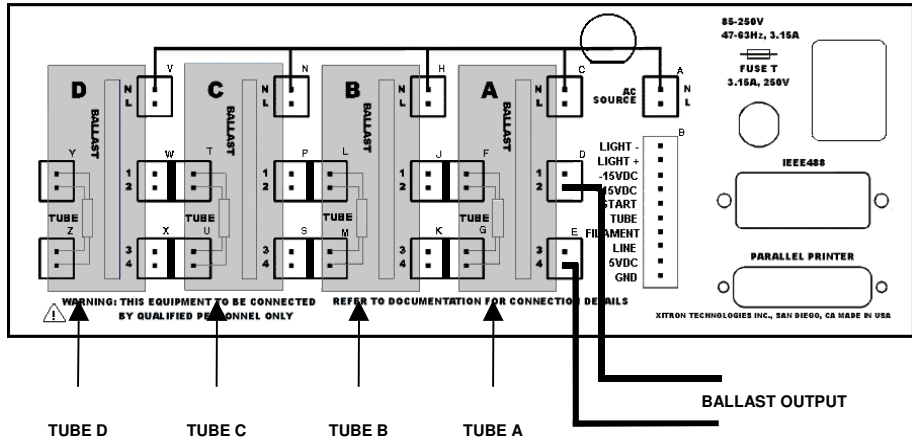 85-250V
47-63Hz, 3.15A
FUSE T
3.15A, 250V
V
N
H
C
A
D
C
B
A
N
L
N
L
N
L
N
L
AC
SOURCE
N
L
BALLAST
BALLAST
BALLAST
BALLAST
B
LIGHT -
LIGHT +
-15VDC
15VDC
START
TUBE
FILAMENT
LINE
5VDC
GND
IEEE488
Y
W
T
P
L
J
F
D
1
2
1
2
1
2
1
2
TUBE
TUBE
TUBE
TUBE
Z
X
U
S
M
K
G
E
3
4
3
4
3
4
3
4
PARALLEL PRINTER
WARNING: THIS EQUIPMENT TO BE CONNECTED
BY QUALIFIED PERSONNEL ONLY
REFER TO DOCUMENTATION FOR CONNECTION DETAILS
XITRON TECHNOLOGIES INC., SAN DIEGO, CA MADE IN USA
BALLAST OUTPUT
TUBE D
TUBE C
TUBE B
TUBE A